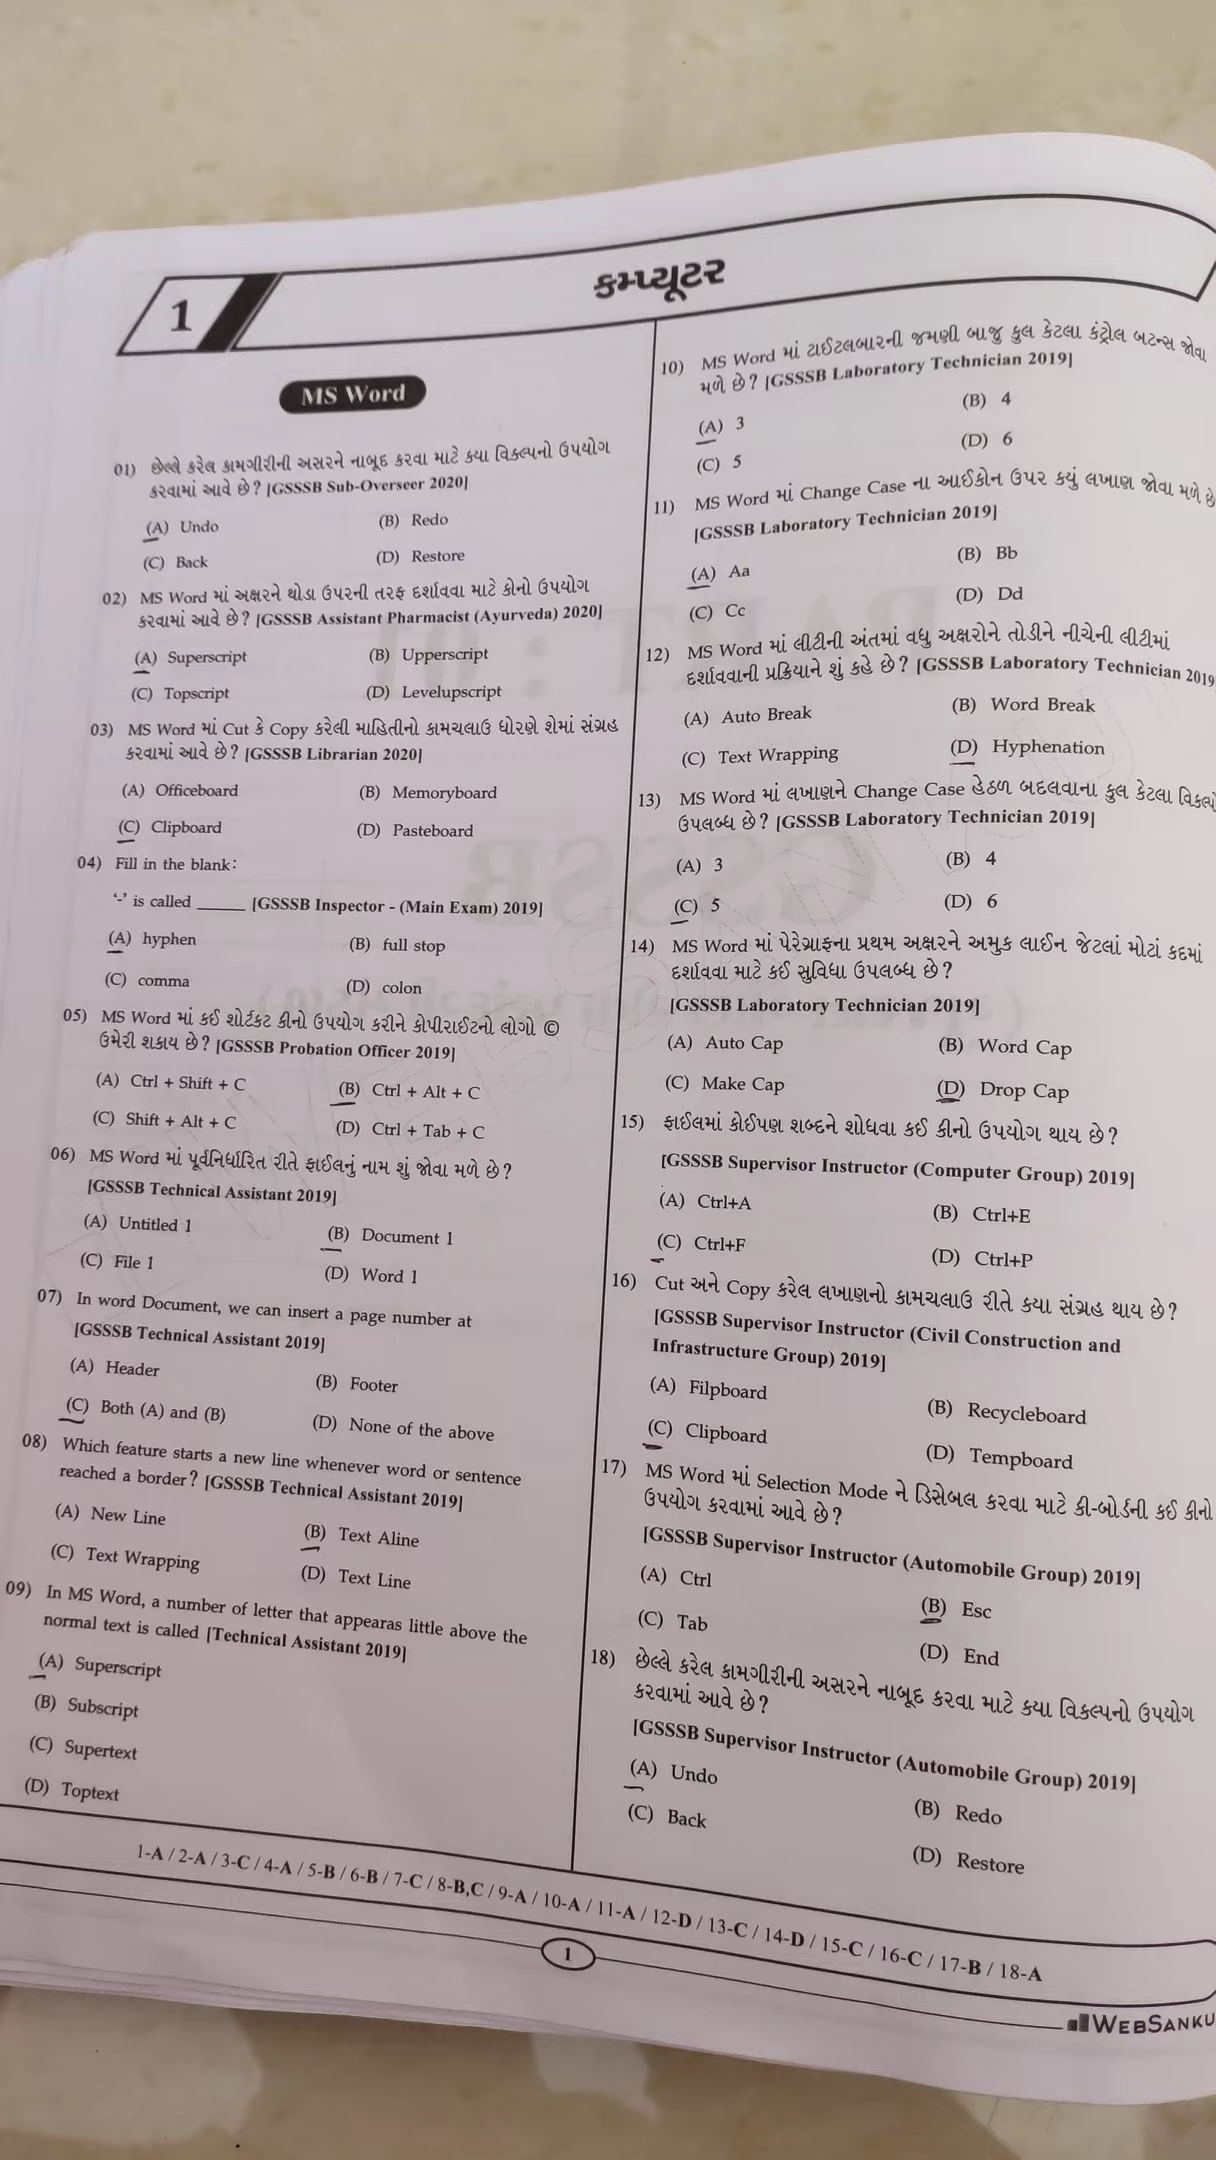 1
કમ્પ્યૂટર
MS Word
01) છેલ્લે કરેલ કામગીરીની અસરને નાબૂદ કરવા માટે કયા વિકલ્પનો ઉપયોગ
કરવામાં આવે છે? [GSSSB Sub-Overseer 2020]
(A) Undo (B) Redo
(C) Back (D) Restore
02) MS Word માં અક્ષરને થોડા ઉપરની તરફ દર્શાવવા માટે કોનો ઉપયોગ
કરવામાં આવે છે? [GSSSB Assistant Pharmacist (Ayurveda) 2020]
(A) Superscript (B) Upperscript
(C) Topscript (D) Levelupscript
03) MS Word માં Cut કે Copy કરેલી માહિતીનો કામચલાઉ ધોરણે શેમાં સંગ્રહ
કરવામાં આવે છે? [GSSSB Librarian 2020]
(A) Officeboard (B) Memoryboard
(C) Clipboard (D) Pasteboard
04) Fill in the blank:
‘-’ is called _____ [GSSSB Inspector - (Main Exam) 2019]
(A) hyphen (B) full stop
(C) comma (D) colon
05) MS Word માં કઈ શોર્ટકટ કીનો ઉપયોગ કરીને કોપીરાઈટનો લોગો ©
ઉમેરી શકાય છે? [GSSSB Probation Officer 2019]
(A) Ctrl + Shift + C (B) Ctrl + Alt + C
(C) Shift + Alt + C (D) Ctrl + Tab + C
06) MS Word માં પૂર્વનિર્ધારિત રીતે ફાઈલનું નામ શું જોવા મળે છે?
[GSSSB Technical Assistant 2019]
(A) Untitled 1 (B) Document 1
(C) File 1 (D) Word 1
07) In word Document, we can insert a page number at
[GSSSB Technical Assistant 2019]
(A) Header (B) Footer
(C) Both (A) and (B) (D) None of the above
08) Which feature starts a new line whenever word or sentence
reached a border? [GSSSB Technical Assistant 2019]
(A) New Line (B) Text Aline
(C) Text Wrapping (D) Text Line
09) In MS Word, a number of letter that appearas little above the
normal text is called [Technical Assistant 2019]
(A) Superscript
(B) Subscript
(C) Supertext
(D) Toptext
10) MS Word માં ટાઈટલબારની જમણી બાજુ કુલ કેટલા કંટ્રોલ બટન્સ જોવા
મળે છે? [GSSSB Laboratory Technician 2019]
(A) 3 (B) 4
(C) 5 (D) 6
11) MS Word માં Change Case ના આઈકોન ઉપર કયું લખાણ જોવા મળે છે
[GSSSB Laboratory Technician 2019]
(A) Aa (B) Bb
(C) Cc (D) Dd
12) MS Word માં લીટીની અંતમાં વધુ અક્ષરોને તોડીને નીચેની લીટીમાં
દર્શાવવાની પ્રક્રિયાને શું કહે છે? [GSSSB Laboratory Technician 2019
(A) Auto Break (B) Word Break
(C) Text Wrapping (D) Hyphenation
13) MS Word માં લખાણને Change Case હેઠળ બદલવાના કુલ કેટલા વિકલ્પો
ઉપલબ્ધ છે? [GSSSB Laboratory Technician 2019]
(A) 3 (B) 4
(C) 5 (D) 6
14) MS Word માં પેરેગ્રાફના પ્રથમ અક્ષરને અમુક લાઈન જેટલાં મોટાં કદમાં
દર્શાવવા માટે કઈ સુવિધા ઉપલબ્ધ છે?
[GSSSB Laboratory Technician 2019]
(A) Auto Cap (B) Word Cap
(C) Make Cap (D) Drop Cap
15) ફાઈલમાં કોઈપણ શબ્દને શોધવા કઈ કીનો ઉપયોગ થાય છે?
[GSSSB Supervisor Instructor (Computer Group) 2019]
(A) Ctrl+A (B) Ctrl+E
(C) Ctrl+F (D) Ctrl+P
16) Cut અને Copy કરેલ લખાણનો કામચલાઉ રીતે કયા સંગ્રહ થાય છે?
[GSSSB Supervisor Instructor (Civil Construction and
Infrastructure Group) 2019]
(A) Filpboard (B) Recycleboard
(C) Clipboard (D) Tempboard
17) MS Word માં Selection Mode ને ડિસેબલ કરવા માટે કી-બોર્ડની કઈ કીનો
ઉપયોગ કરવામાં આવે છે?
[GSSSB Supervisor Instructor (Automobile Group) 2019]
(A) Ctrl (B) Esc
(C) Tab (D) End
18) છેલ્લે કરેલ કામગીરીની અસરને નાબૂદ કરવા માટે કયા વિકલ્પનો ઉપયોગ
કરવામાં આવે છે?
[GSSSB Supervisor Instructor (Automobile Group) 2019]
(A) Undo (B) Redo
(C) Back (D) Restore
1-A / 2-A / 3-C / 4-A / 5-B / 6-B / 7-C / 8-B,C / 9-A / 10-A / 11-A / 12-D / 13-C / 14-D / 15-C / 16-C / 17-B / 18-A
1
WEBSANKU